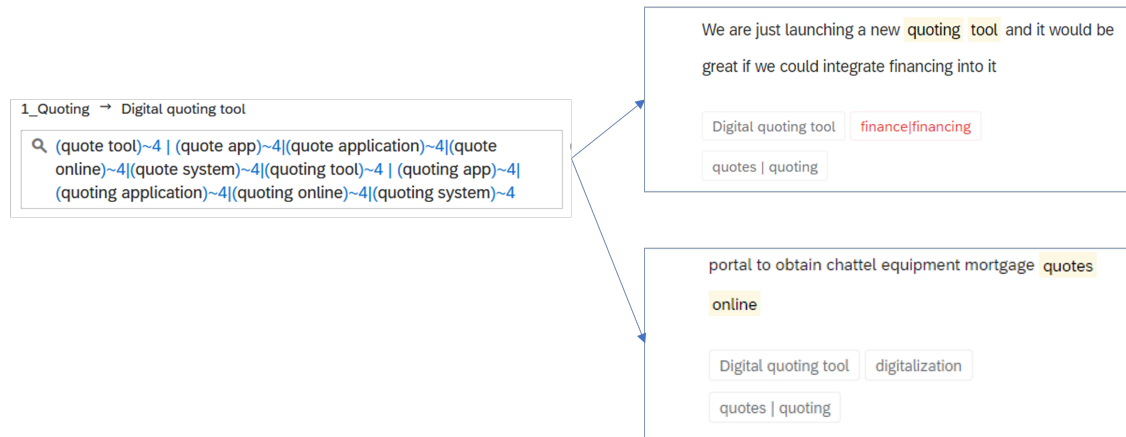 1_Quoting → Digital quoting tool
(quote tool)~4 | (quote app)~4|(quote application)~4|(quote
online)~4|(quote system)~4|(quoting tool)~4 | (quoting app)~4|
(quoting application)~4|(quoting online)~4|(quoting system)~4
We are just launching a new quoting tool and it would be
great if we could integrate financing into it
Digital quoting tool finance|financing
quotes | quoting
portal to obtain chattel equipment mortgage quotes
online
Digital quoting tool digitalization
quotes | quoting